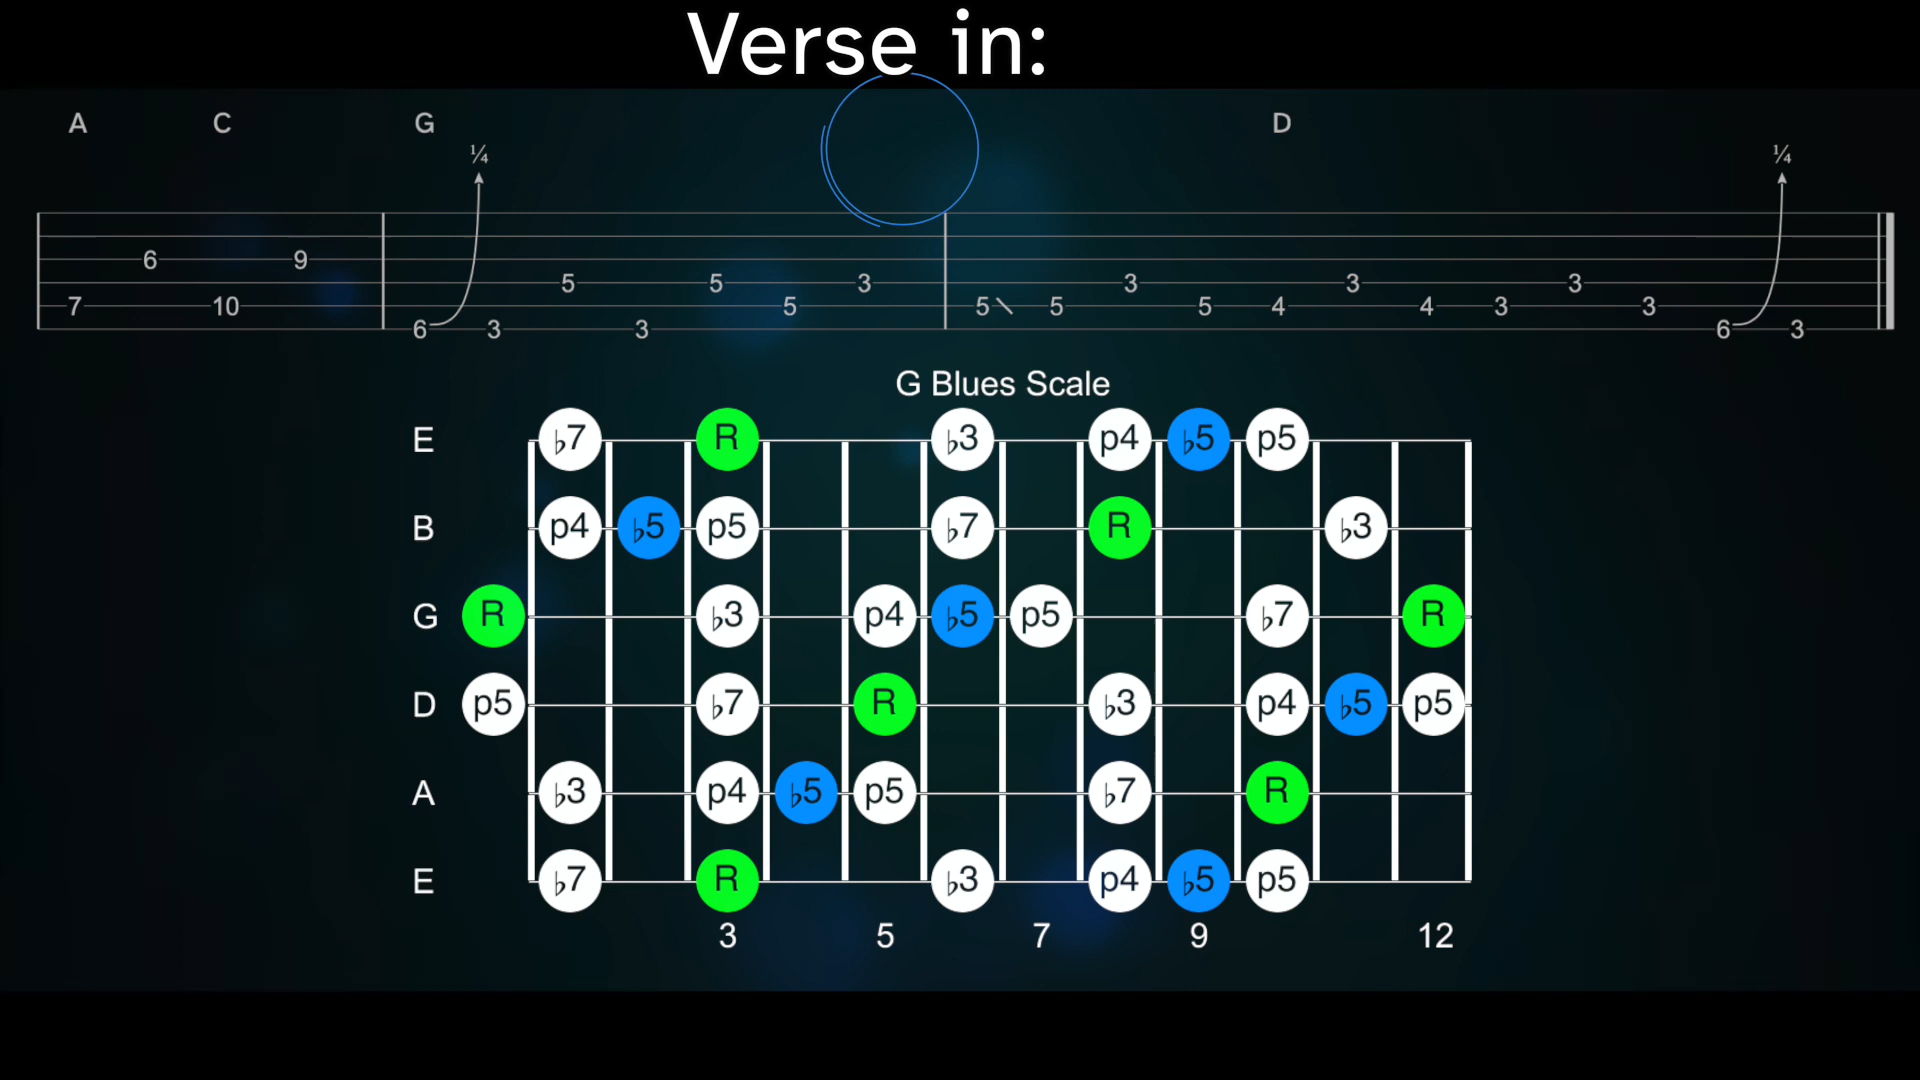 Verse in:
A C G D
¼ ¼
6 9 5 5 3 3 3 3
7 10 5 5 5 5 4 4 3 3
6 3 3 6 3
G Blues Scale
E ♭7 R ♭3 p4 ♭5 p5
B p4 ♭5 p5 ♭7 R ♭3
G R ♭3 p4 ♭5 p5 ♭7 R
D p5 ♭7 R ♭3 p4 ♭5 p5
A ♭3 p4 ♭5 p5 ♭7 R
E ♭7 R ♭3 p4 ♭5 p5
3 5 7 9 12